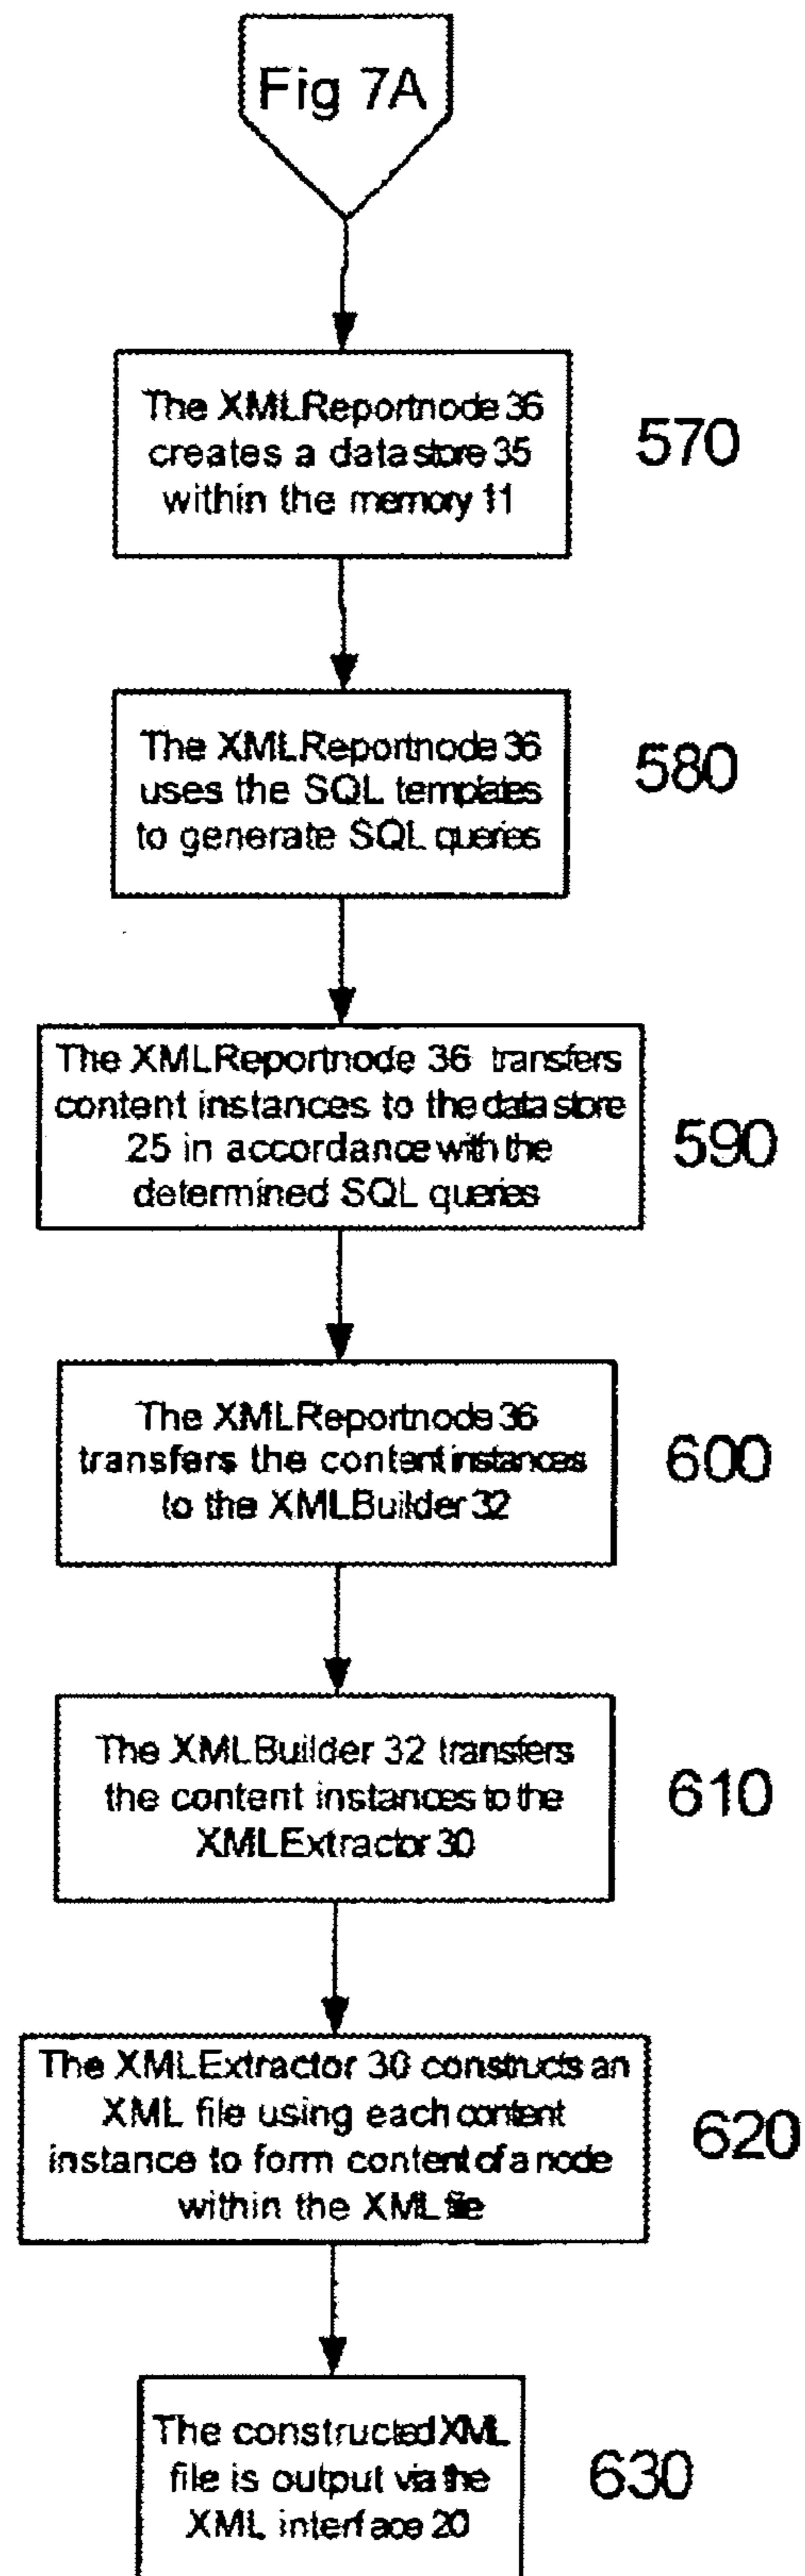 Fig 7A
The XMLReportnode 36
creates a data store 35
within the memory 11
570
The XMLReportnode 36
uses the SQL templates
to generate SQL queries
580
The XMLReportnode 36 transfers
content instances to the data store
25 in accordance with the
determined SQL queries
590
The XMLReportnode 36
transfers the content instances
to the XMLBuilder 32
600
The XMLBuilder 32 transfers
the content instances to the
XMLExtractor 30
610
The XMLExtractor 30 constructs an
XML file using each content
instance to form content of a node
within the XML file
620
The constructed XML
file is output via the
XML interface 20
630